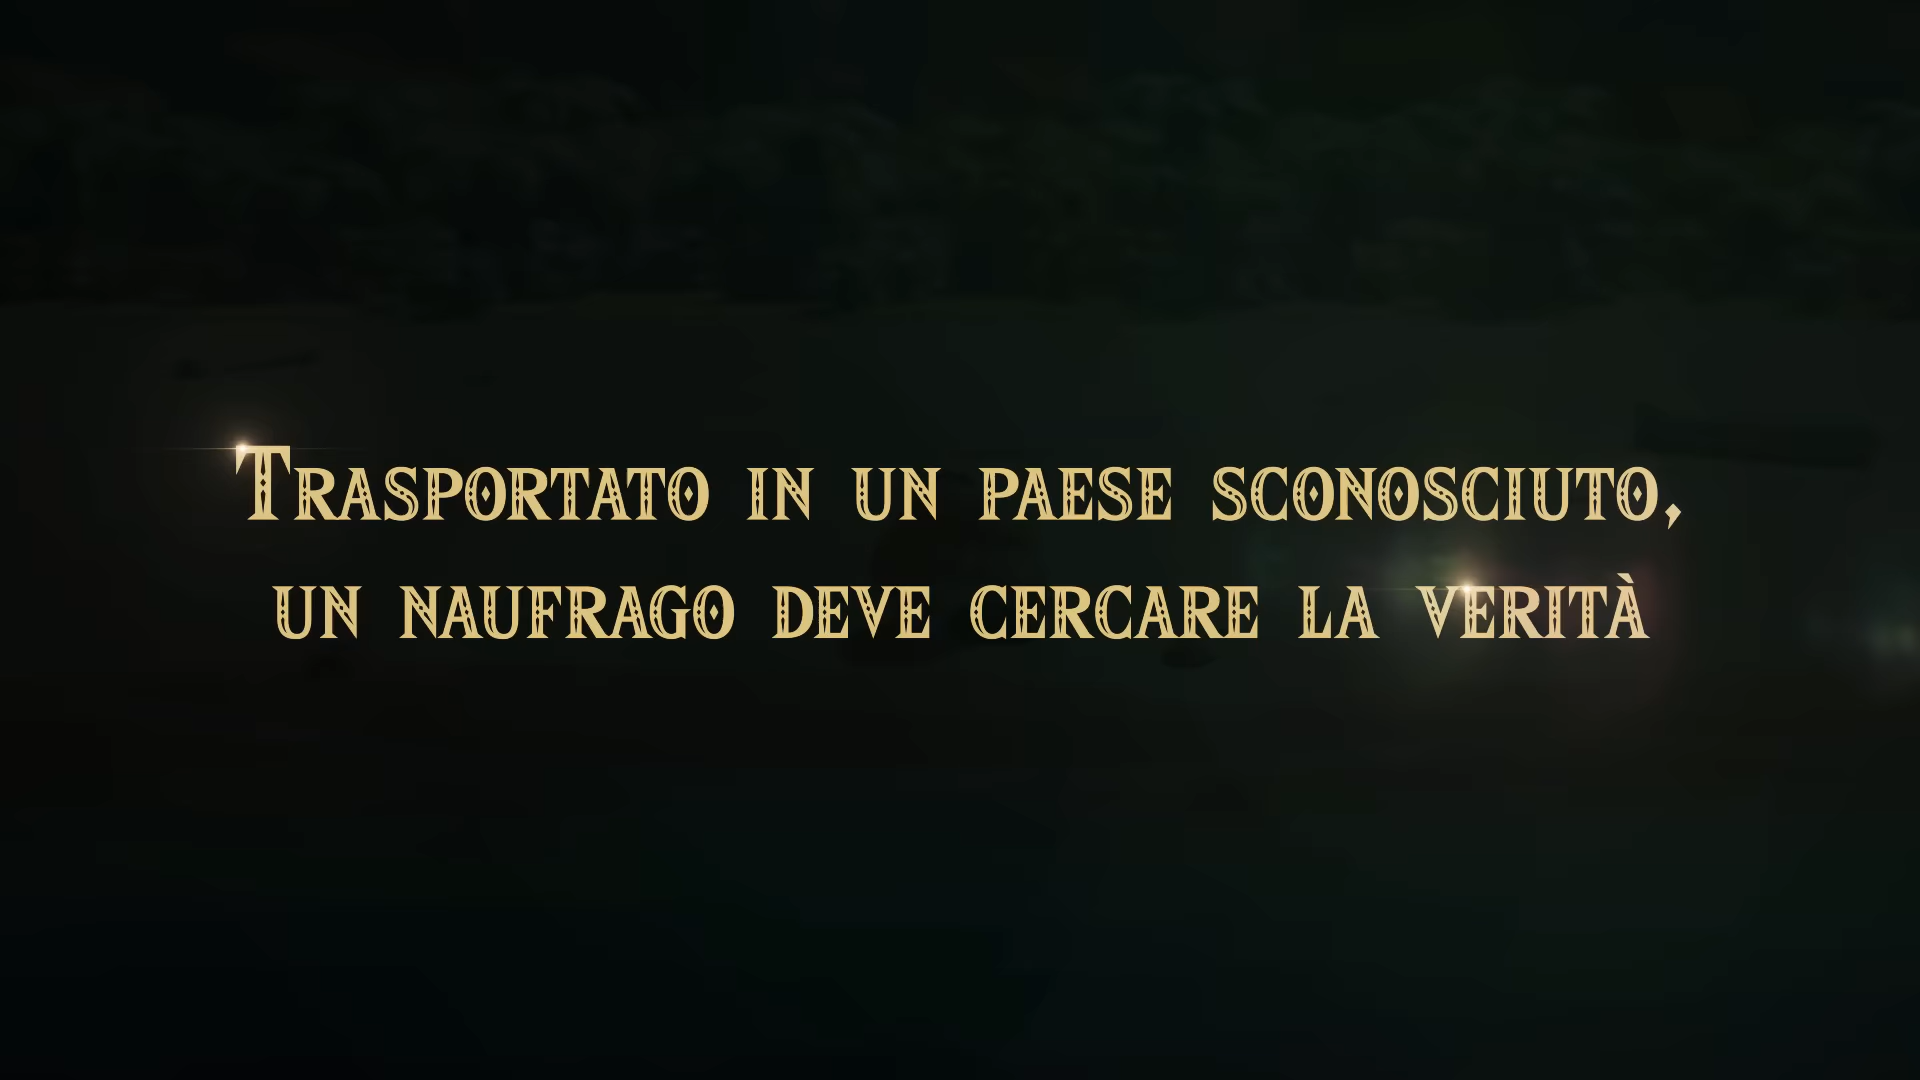 Trasportato in un paese sconosciuto,
un naufrago deve cercare la verità